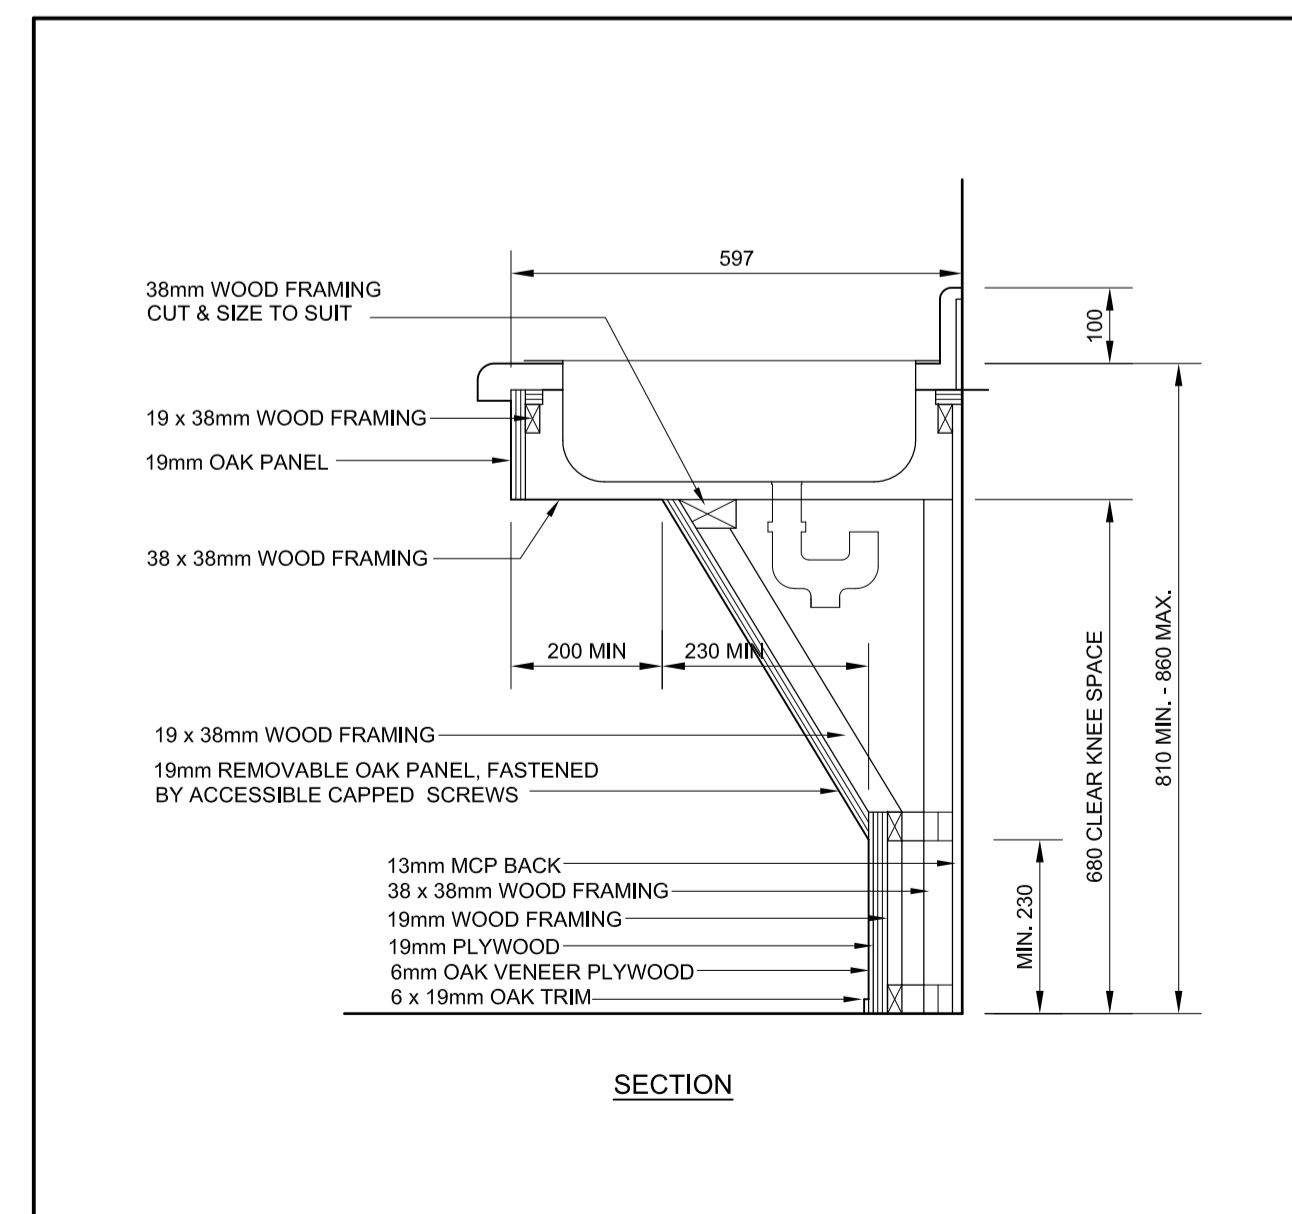 597
38mm WOOD FRAMING
CUT & SIZE TO SUIT
100
19 x 38mm WOOD FRAMING
19mm OAK PANEL
38 x 38mm WOOD FRAMING
200 MIN
230 MIN
680 CLEAR KNEE SPACE
810 MIN. - 860 MAX.
19 x 38mm WOOD FRAMING
19mm REMOVABLE OAK PANEL, FASTENED
BY ACCESSIBLE CAPPED SCREWS
13mm MCP BACK
38 x 38mm WOOD FRAMING
19mm WOOD FRAMING
19mm PLYWOOD
6mm OAK VENEER PLYWOOD
6 x 19mm OAK TRIM
MIN. 230
SECTION